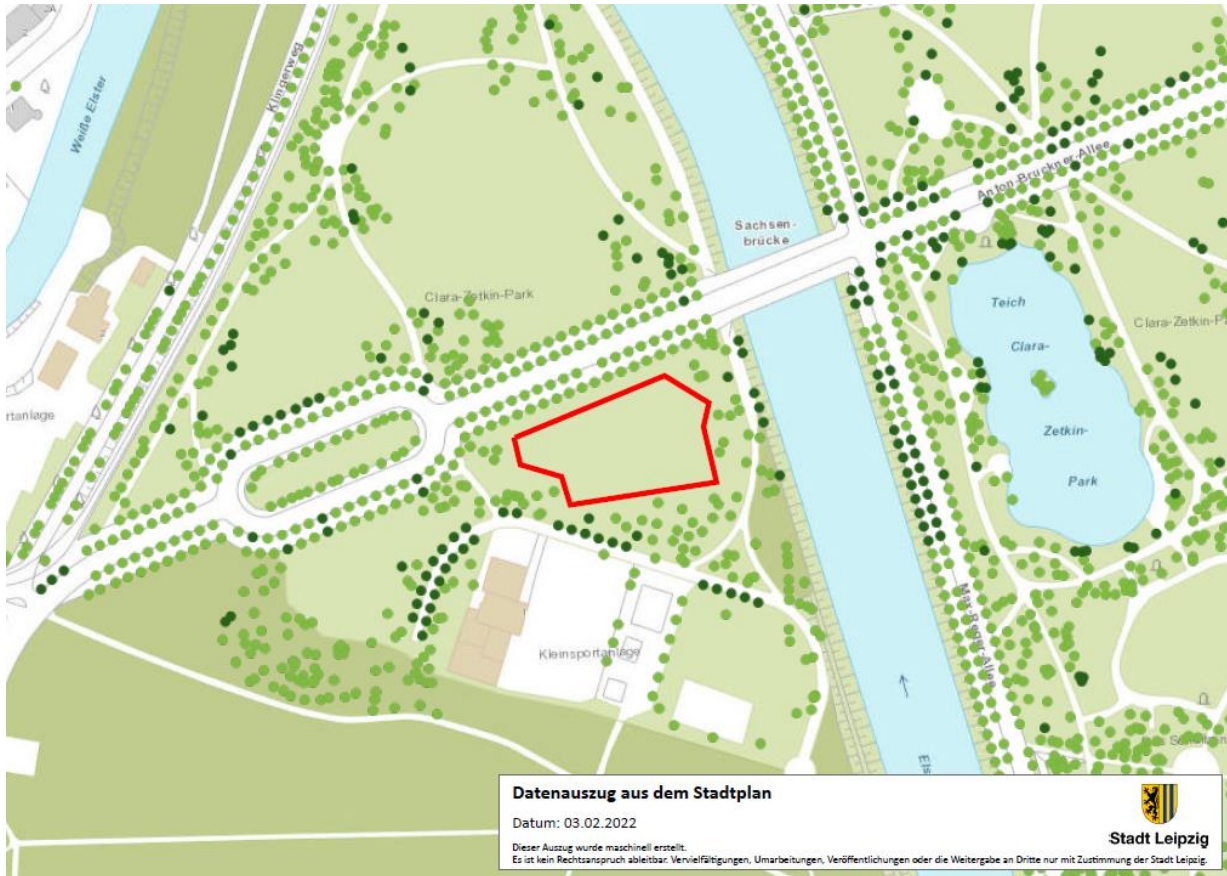 2A
Weiße Elster
Klingerweg
Anton-Bruckner-Allee
Sachsen-
brücke
Clara-Zetkin-Park
Teich
Clara-
Zetkin-
Park
Clara-Zetkin-P
rtanlage
Max-Reger-Allee
Kleinsportanlage
Els
Datenauszug aus dem Stadtplan
Datum: 03.02.2022
Dieser Auszug wurde maschinell erstellt.
Es ist kein Rechtsanspruch ableitbar. Vervielfältigungen, Umarbeitungen, Veröffentlichungen oder die Weitergabe an Dritte nur mit Zustimmung der Stadt Leipzig.
Stadt Leipzig